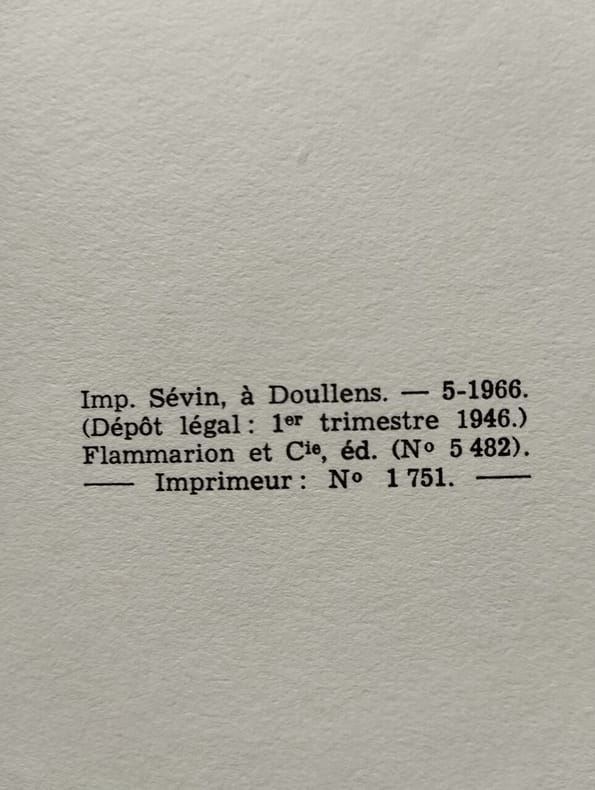 Imp. Sévin, à Doullens. — 5-1966.
(Dépôt légal : 1er trimestre 1946.)
Flammarion et Cie, éd. (No 5 482).
— Imprimeur : No 1 751. —